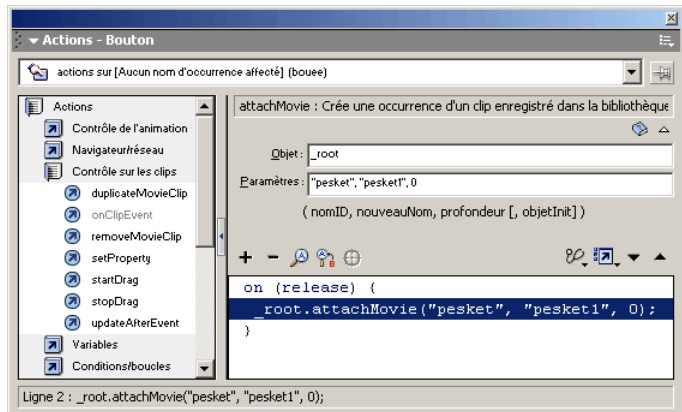 Actions - Bouton
actions sur [Aucun nom d'occurrence affecté] (bouee)
Actions
Contrôle de l'animation
Navigateur/réseau
Contrôle sur les clips
duplicateMovieClip
onClipEvent
removeMovieClip
setProperty
startDrag
stopDrag
updateAfterEvent
Variables
Conditions/boucles
attachMovie : Crée une occurrence d'un clip enregistré dans la bibliothèque
Objet : _root
Paramètres : "pesket", "pesket1", 0
( nomID, nouveauNom, profondeur [, objetInit] )
on (release) {
_root.attachMovie("pesket", "pesket1", 0);
}
Ligne 2 : _root.attachMovie("pesket", "pesket1", 0);